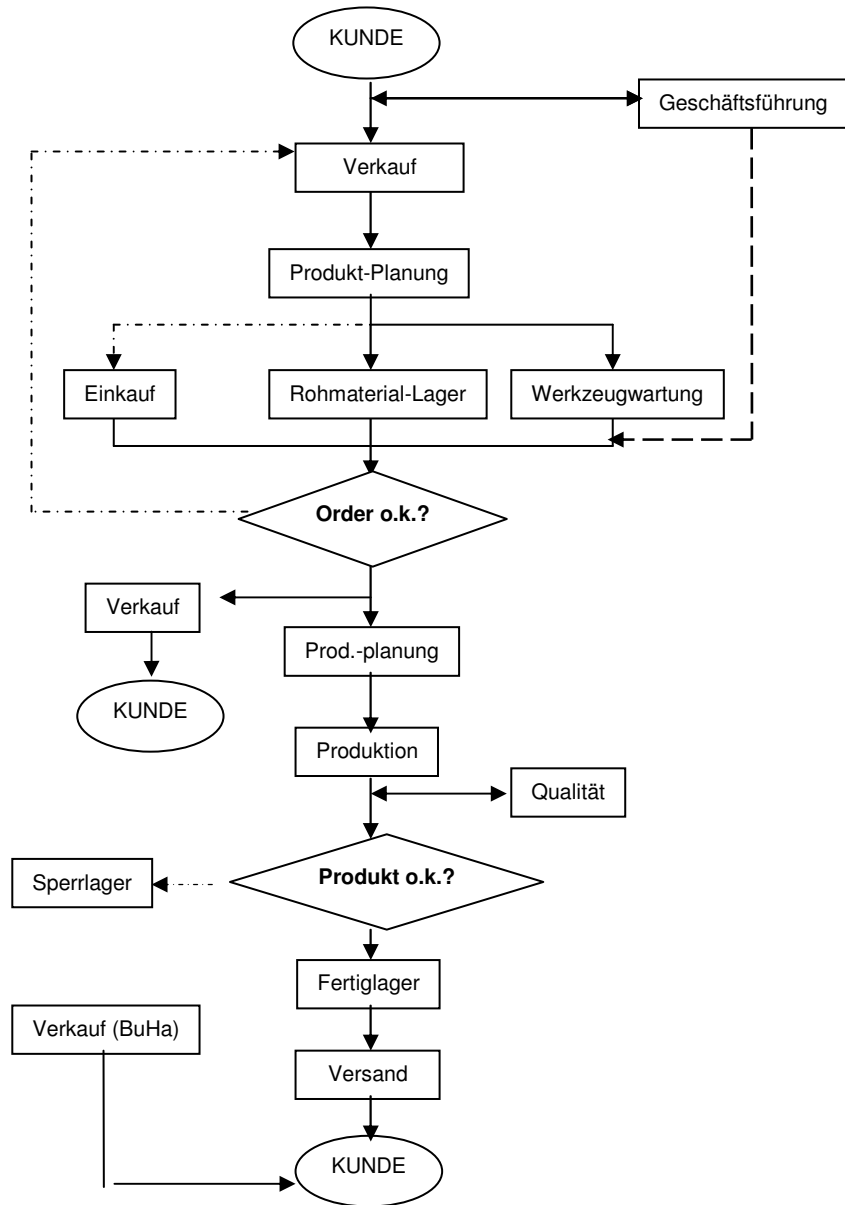 KUNDE
Geschäftsführung
Verkauf
Produkt-Planung
Einkauf
Rohmaterial-Lager
Werkzeugwartung
Order o.k.?
Verkauf
Prod.-planung
KUNDE
Produktion
Qualität
Produkt o.k.?
Sperrlager
Fertiglager
Verkauf (BuHa)
Versand
KUNDE